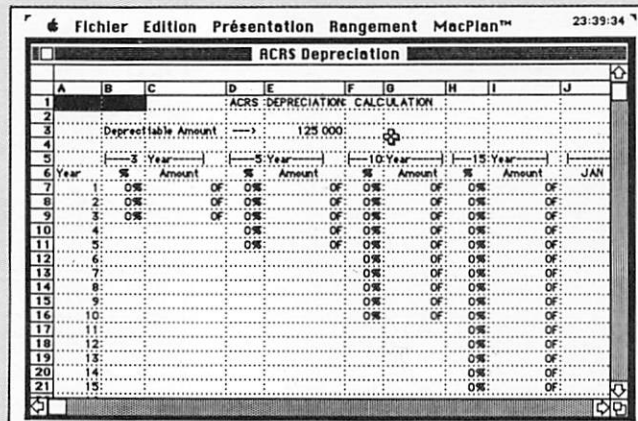 Fichier Edition Présentation Rangement MacPlan™ 23:39:34
ACRS Depreciation
A B C D E F G H I J
1 ACRS DEPRECIATION CALCULATION
2
3 Depreciable Amount ---> 125 000
4
5 |----3 Year----| |----5 Year----| |----10 Year----| |----15 Year----| |----
6 Year % Amount % Amount % Amount % Amount JAN
7 1 0% 0F 0% 0F 0% 0F 0% 0F
8 2 0% 0F 0% 0F 0% 0F 0% 0F
9 3 0% 0F 0% 0F 0% 0F 0% 0F
10 4 0% 0F 0% 0F 0% 0F
11 5 0% 0F 0% 0F 0% 0F
12 6 0% 0F 0% 0F
13 7 0% 0F 0% 0F
14 8 0% 0F 0% 0F
15 9 0% 0F 0% 0F
16 10 0% 0F 0% 0F
17 11 0% 0F
18 12 0% 0F
19 13 0% 0F
20 14 0% 0F
21 15 0% 0F